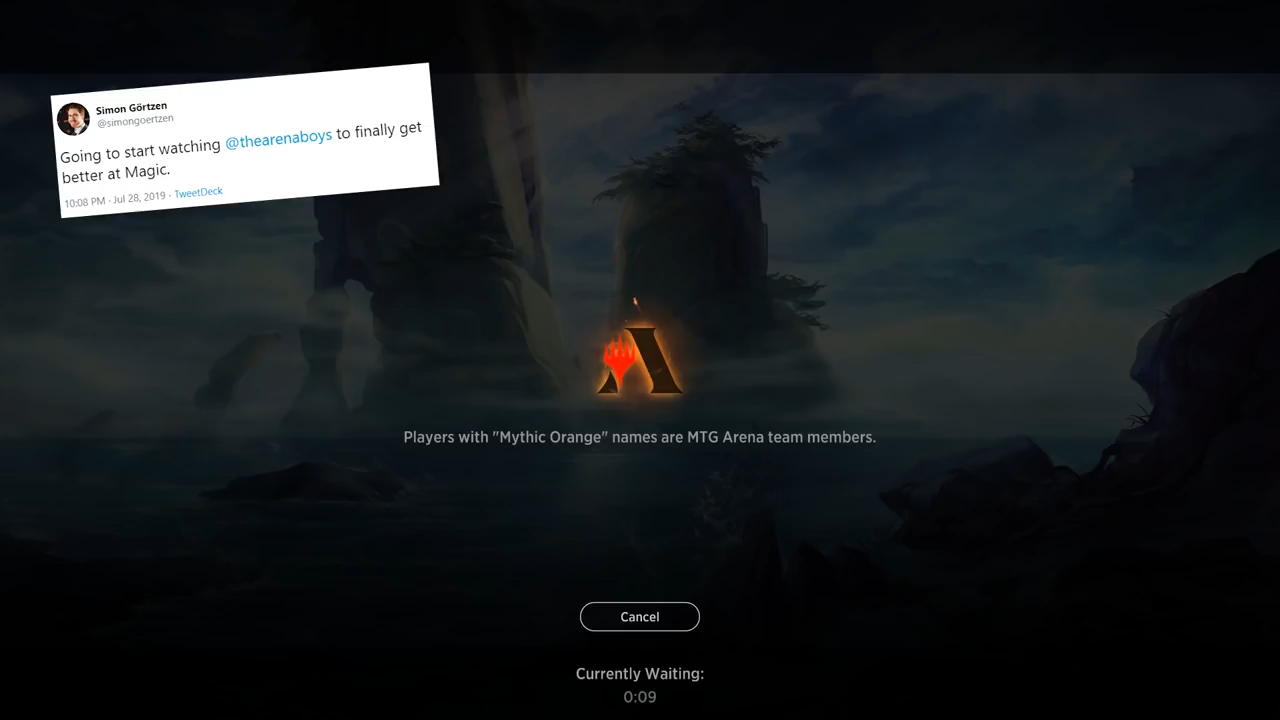 Simon Görtzen
@simongoertzen
Going to start watching @thearenaboys to finally get
better at Magic.
10:08 PM · Jul 28, 2019 · TweetDeck
Players with "Mythic Orange" names are MTG Arena team members.
Cancel
Currently Waiting:
0:09